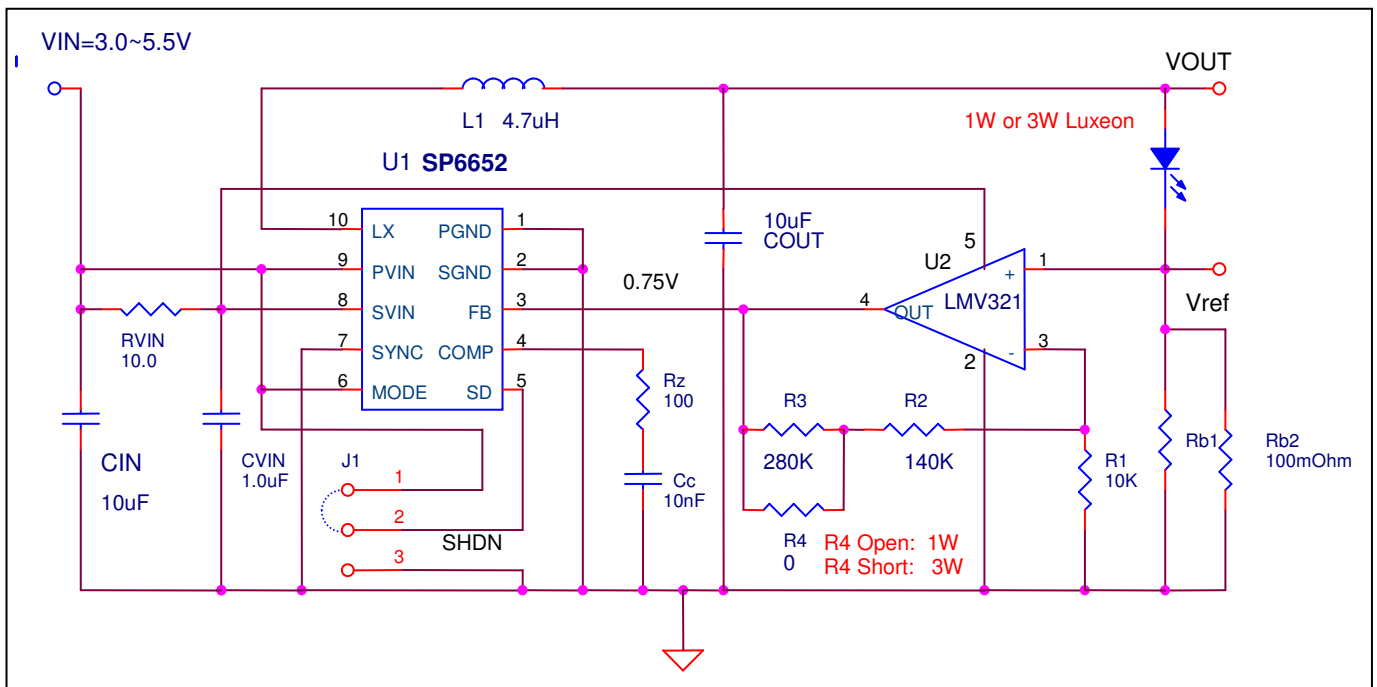 VIN=3.0~5.5V
VOUT
L1 4.7uH
1W or 3W Luxeon
U1 SP6652
10 LX PGND 1
9 PVIN SGND 2
8 SVIN FB 3
7 SYNC COMP 4
6 MODE SD 5
10uF
COUT
0.75V
U2
5
1
+
LMV321
4
OUT
2
-
3
Vref
RVIN
10.0
Rz
100
R3
280K
R2
140K
R1
10K
Rb1
Rb2
100mOhm
CIN
10uF
CVIN
1.0uF
J1
1
2
3
SHDN
Cc
10nF
R4
0
R4 Open: 1W
R4 Short: 3W